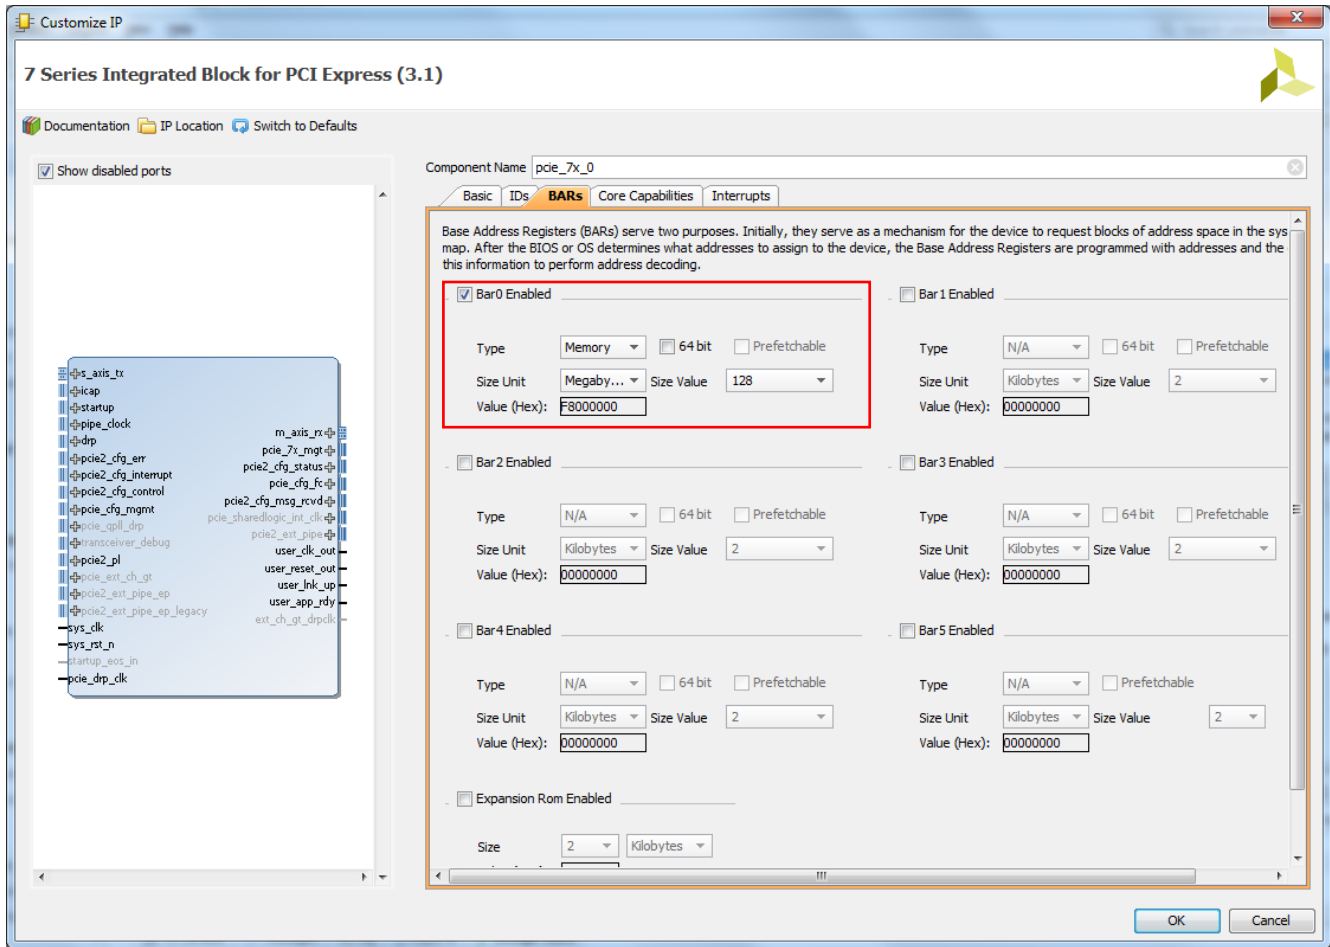 Customize IP
7 Series Integrated Block for PCI Express (3.1)
Documentation IP Location Switch to Defaults
Show disabled ports
s_axis_tx
icap
startup
pipe_clock
drp
pcie2_cfg_err
pcie2_cfg_interrupt
pcie2_cfg_control
pcie_cfg_mgmt
pcie_qpll_drp
transceiver_debug
pcie2_pl
pcie_ext_ch_gt
pcie2_ext_pipe_ep
pcie2_ext_pipe_ep_legacy
sys_clk
sys_rst_n
startup_eos_in
pcie_drp_clk
m_axis_rx
pcie_7x_mgt
pcie2_cfg_status
pcie_cfg_fc
pcie2_cfg_msg_rcvd
pcie_sharedlogic_int_clk
pcie2_ext_pipe
user_clk_out
user_reset_out
user_lnk_up
user_app_rdy
ext_ch_gt_drpclk
Component Name pcie_7x_0
Basic IDs BARs Core Capabilities Interrupts
Base Address Registers (BARs) serve two purposes. Initially, they serve as a mechanism for the device to request blocks of address space in the sys
map. After the BIOS or OS determines what addresses to assign to the device, the Base Address Registers are programmed with addresses and the
this information to perform address decoding.
Bar0 Enabled
Type Memory 64 bit Prefetchable
Size Unit Megaby... Size Value 128
Value (Hex): F8000000
Bar1 Enabled
Type N/A 64 bit Prefetchable
Size Unit Kilobytes Size Value 2
Value (Hex): 00000000
Bar2 Enabled
Type N/A 64 bit Prefetchable
Size Unit Kilobytes Size Value 2
Value (Hex): 00000000
Bar3 Enabled
Type N/A 64 bit Prefetchable
Size Unit Kilobytes Size Value 2
Value (Hex): 00000000
Bar4 Enabled
Type N/A 64 bit Prefetchable
Size Unit Kilobytes Size Value 2
Value (Hex): 00000000
Bar5 Enabled
Type N/A Prefetchable
Size Unit Kilobytes Size Value 2
Value (Hex): 00000000
Expansion Rom Enabled
Size 2 Kilobytes
OK Cancel